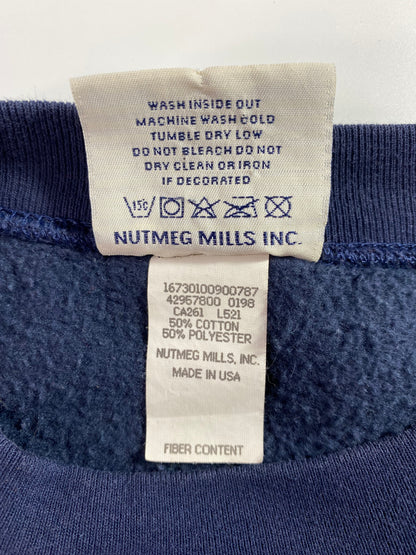 WASH INSIDE OUT
MACHINE WASH COLD
TUMBLE DRY LOW
DO NOT BLEACH DO NOT
DRY CLEAN OR IRON
IF DECORATED
15C
NUTMEG MILLS INC.
16730100900787
42957800 0198
CA261 L521
50% COTTON
50% POLYESTER
NUTMEG MILLS, INC.
MADE IN USA
FIBER CONTENT